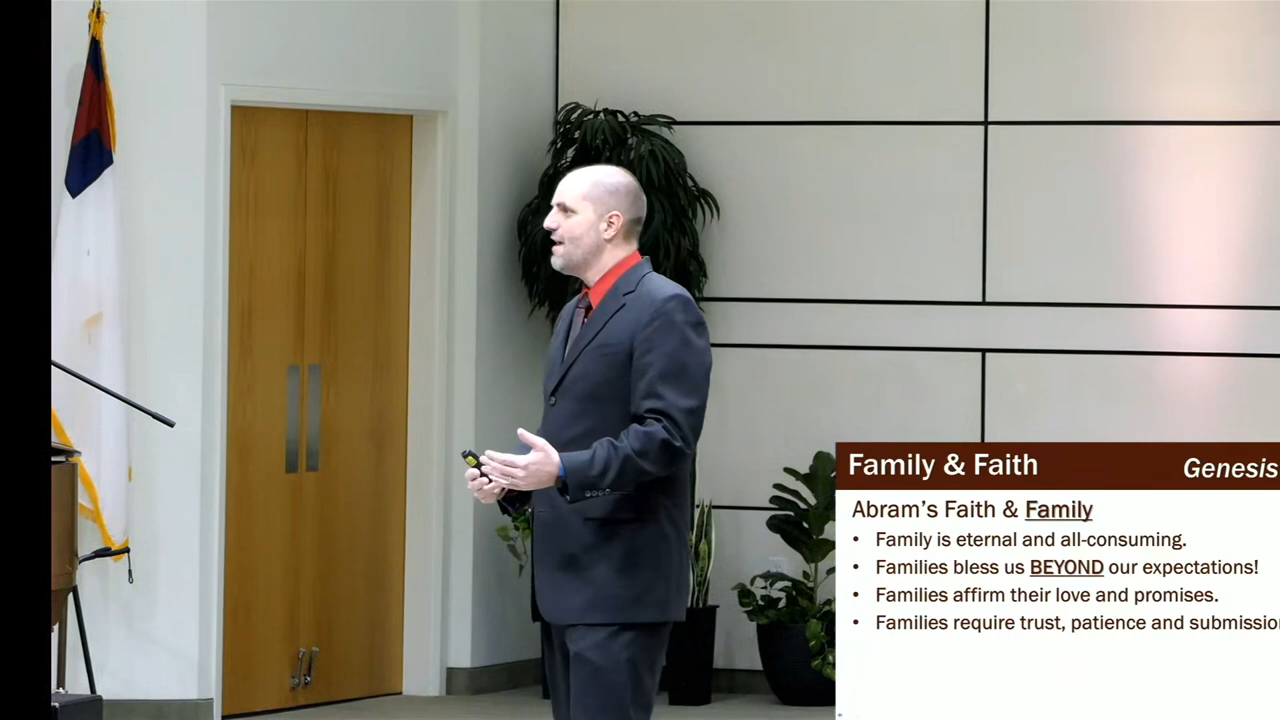 Family & Faith Genesis
Abram's Faith & Family
• Family is eternal and all-consuming.
• Families bless us BEYOND our expectations!
• Families affirm their love and promises.
• Families require trust, patience and submissio